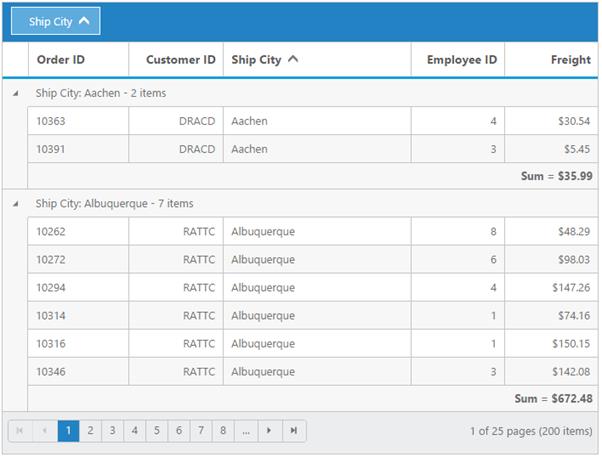 Ship City
Order ID Customer ID Ship City Employee ID Freight
Ship City: Aachen - 2 items
10363 DRACD Aachen 4 $30.54
10391 DRACD Aachen 3 $5.45
Sum = $35.99
Ship City: Albuquerque - 7 items
10262 RATTC Albuquerque 8 $48.29
10272 RATTC Albuquerque 6 $98.03
10294 RATTC Albuquerque 4 $147.26
10314 RATTC Albuquerque 1 $74.16
10316 RATTC Albuquerque 1 $150.15
10346 RATTC Albuquerque 3 $142.08
Sum = $672.48
1 2 3 4 5 6 7 8 ... 1 of 25 pages (200 items)